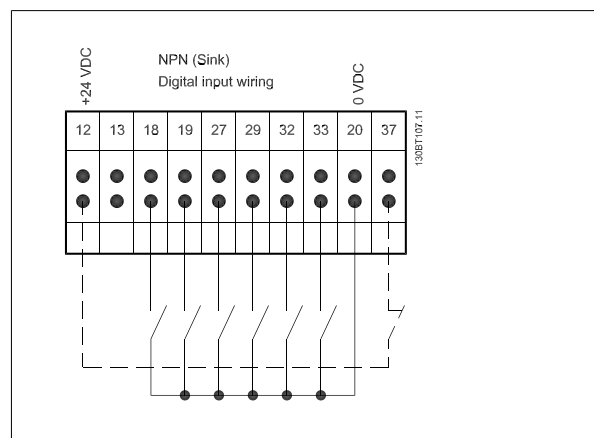 NPN (Sink)
Digital input wiring
+24 VDC
0 VDC
12 13 18 19 27 29 32 33 20 37
130BT107.11